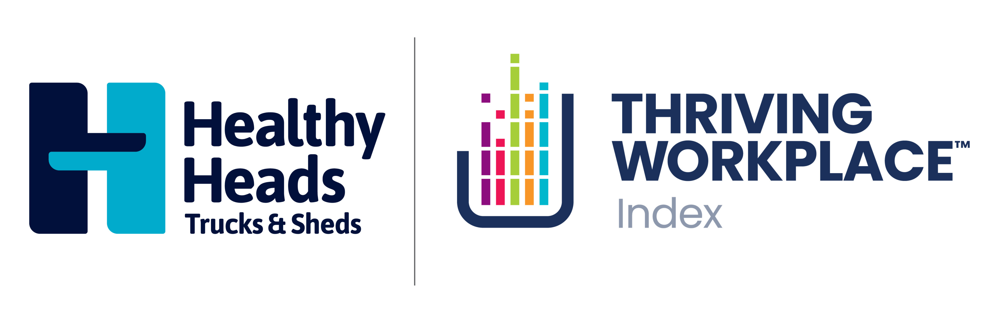 Healthy
Heads
Trucks & Sheds
THRIVING
WORKPLACE™
Index